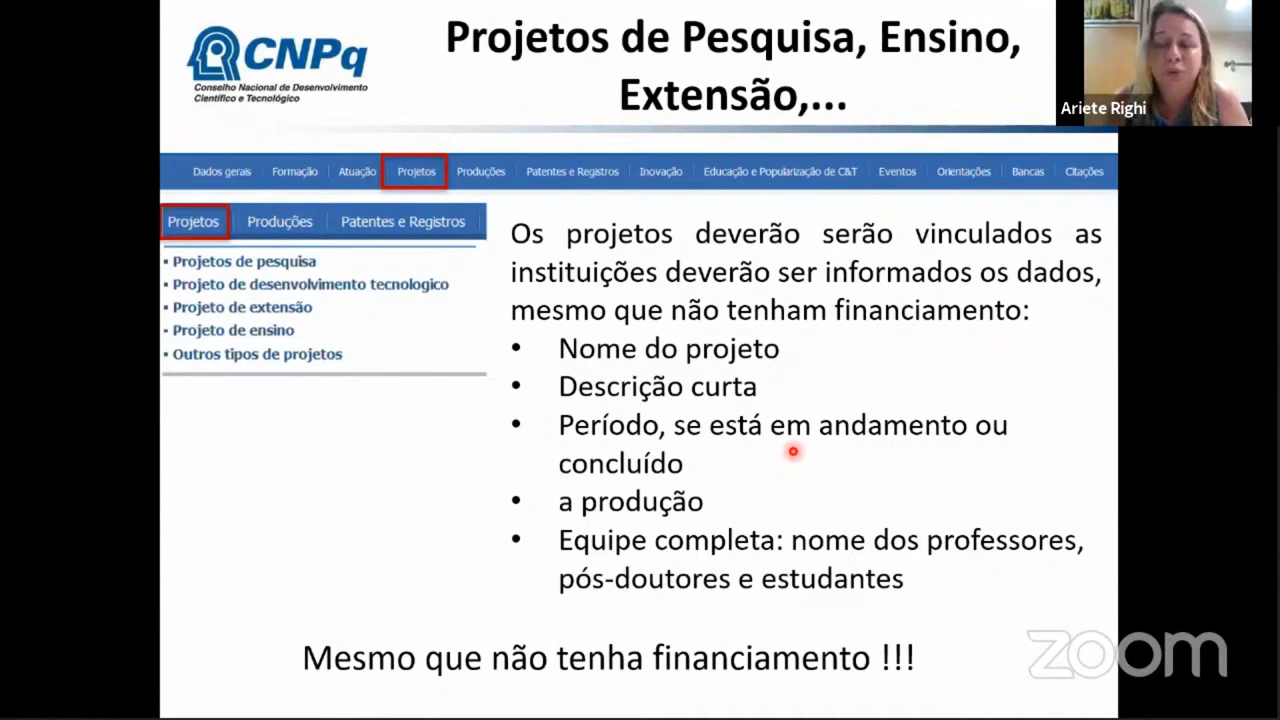 CNPq
Conselho Nacional de Desenvolvimento
Científico e Tecnológico
Projetos de Pesquisa, Ensino,
Extensão,...
Ariete Righi
Dados gerais Formação Atuação Projetos Produções Patentes e Registros Inovação Educação e Popularização de C&T Eventos Orientações Bancas Citações
Projetos Produções Patentes e Registros
Projetos de pesquisa
Projeto de desenvolvimento tecnologico
Projeto de extensão
Projeto de ensino
Outros tipos de projetos
Os projetos deverão serão vinculados as
instituições deverão ser informados os dados,
mesmo que não tenham financiamento:
• Nome do projeto
• Descrição curta
• Período, se está em andamento ou
concluído
• a produção
• Equipe completa: nome dos professores,
pós-doutores e estudantes
Mesmo que não tenha financiamento !!!
zoom